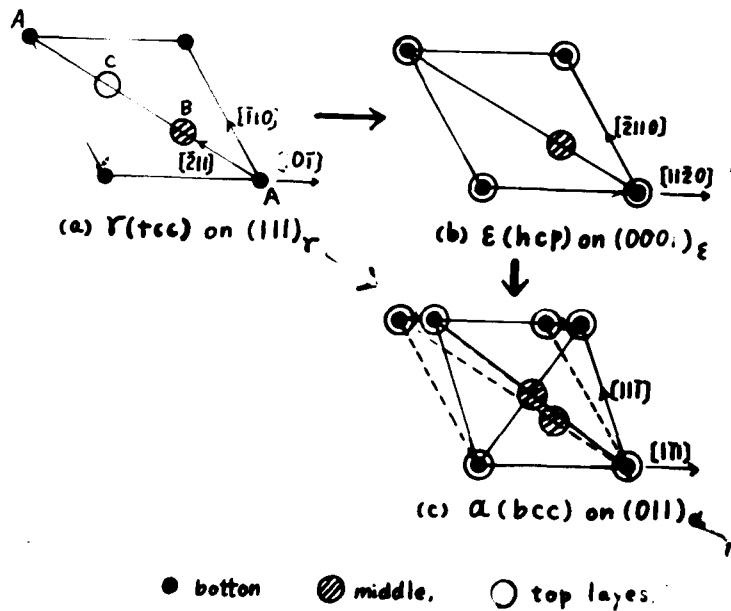 A
C
B
[1̄10]
[2̄11]
A
(a) γ(fcc) on (111)γ
[2̄110]
[112̄0]
(b) ε(hcp) on (0001)ε
[111̄]
[11̄1]
(c) α(bcc) on (011)α
botton middle, top layes.